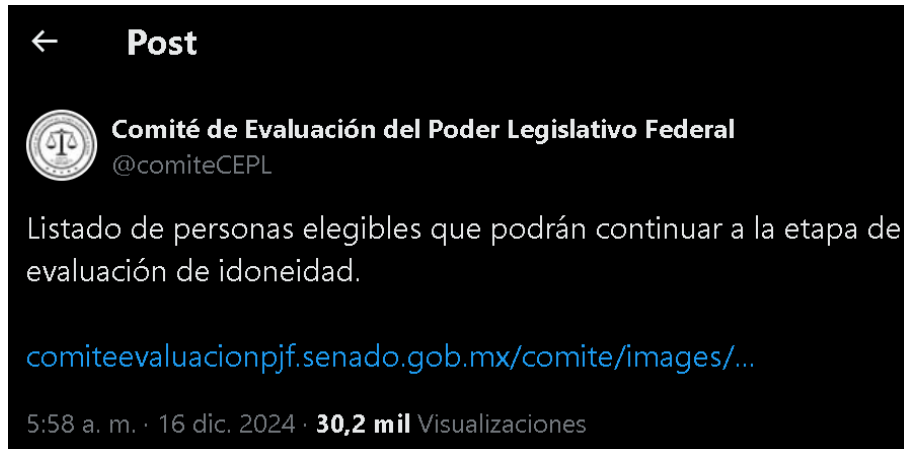 Post
Comité de Evaluación del Poder Legislativo Federal
@comiteCEPL
Listado de personas elegibles que podrán continuar a la etapa de
evaluación de idoneidad.
comiteevaluacionpjf.senado.gob.mx/comite/images/...
5:58 a. m. · 16 dic. 2024 · 30,2 mil Visualizaciones